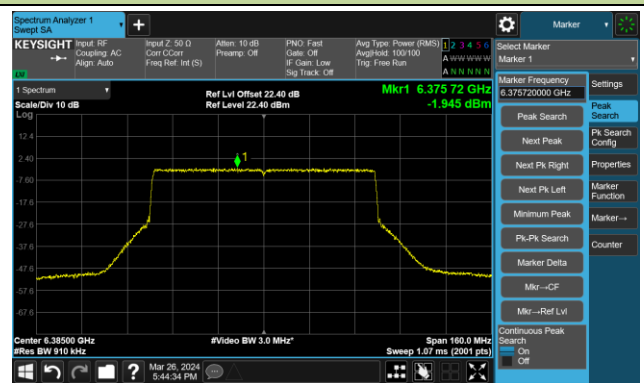 Spectrum Analyzer 1
Swept SA
Marker
KEYSIGHT
Input: RF
Coupling: AC
Align: Auto
Input Z: 50 Ω
Corr CCorr
Freq Ref: Int (S)
Atten: 10 dB
Preamp: Off
PNO: Fast
Gate: Off
IF Gain: Low
Sig Track: Off
Avg Type: Power (RMS)
Avg|Hold: 100/100
Trig: Free Run
1 2 3 4 5 6
A W W W W W
A N N N N N
LW
Select Marker
Marker 1
1 Spectrum
Scale/Div 10 dB
Log
Ref Lvl Offset 22.40 dB
Ref Level 22.40 dBm
Mkr1 6.375 72 GHz
-1.945 dBm
12.4
2.40
-7.60
-17.6
-27.6
-37.6
-47.6
-57.6
-67.6
1
Center 6.38500 GHz
#Res BW 910 kHz
#Video BW 3.0 MHz*
Span 160.0 MHz
Sweep 1.07 ms (2001 pts)
Marker Frequency
6.375720000 GHz
Peak Search
Next Peak
Next Pk Right
Next Pk Left
Minimum Peak
Pk-Pk Search
Marker Delta
Mkr→CF
Mkr→Ref Lvl
Continuous Peak
Search
On
Off
Settings
Peak
Search
Pk Search
Config
Properties
Marker
Function
Marker→
Counter
?
Mar 26, 2024
5:44:34 PM